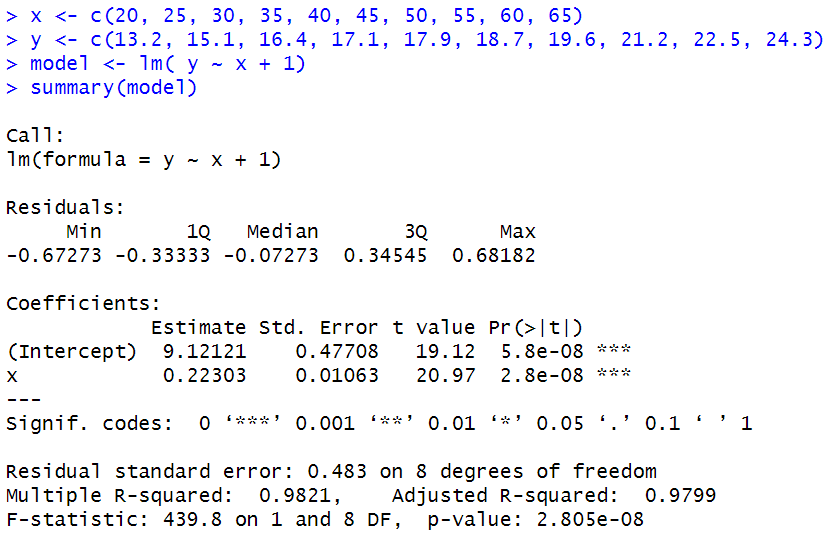 > x <- c(20, 25, 30, 35, 40, 45, 50, 55, 60, 65)
> y <- c(13.2, 15.1, 16.4, 17.1, 17.9, 18.7, 19.6, 21.2, 22.5, 24.3)
> model <- lm( y ~ x + 1)
> summary(model)

Call:
lm(formula = y ~ x + 1)

Residuals:
     Min       1Q   Median       3Q      Max
-0.67273 -0.33333 -0.07273  0.34545  0.68182

Coefficients:
            Estimate Std. Error t value Pr(>|t|)
(Intercept)  9.12121    0.47708   19.12  5.8e-08 ***
x            0.22303    0.01063   20.97  2.8e-08 ***
---
Signif. codes:  0 ‘***’ 0.001 ‘**’ 0.01 ‘*’ 0.05 ‘.’ 0.1 ‘ ’ 1

Residual standard error: 0.483 on 8 degrees of freedom
Multiple R-squared:  0.9821,    Adjusted R-squared:  0.9799
F-statistic: 439.8 on 1 and 8 DF,  p-value: 2.805e-08